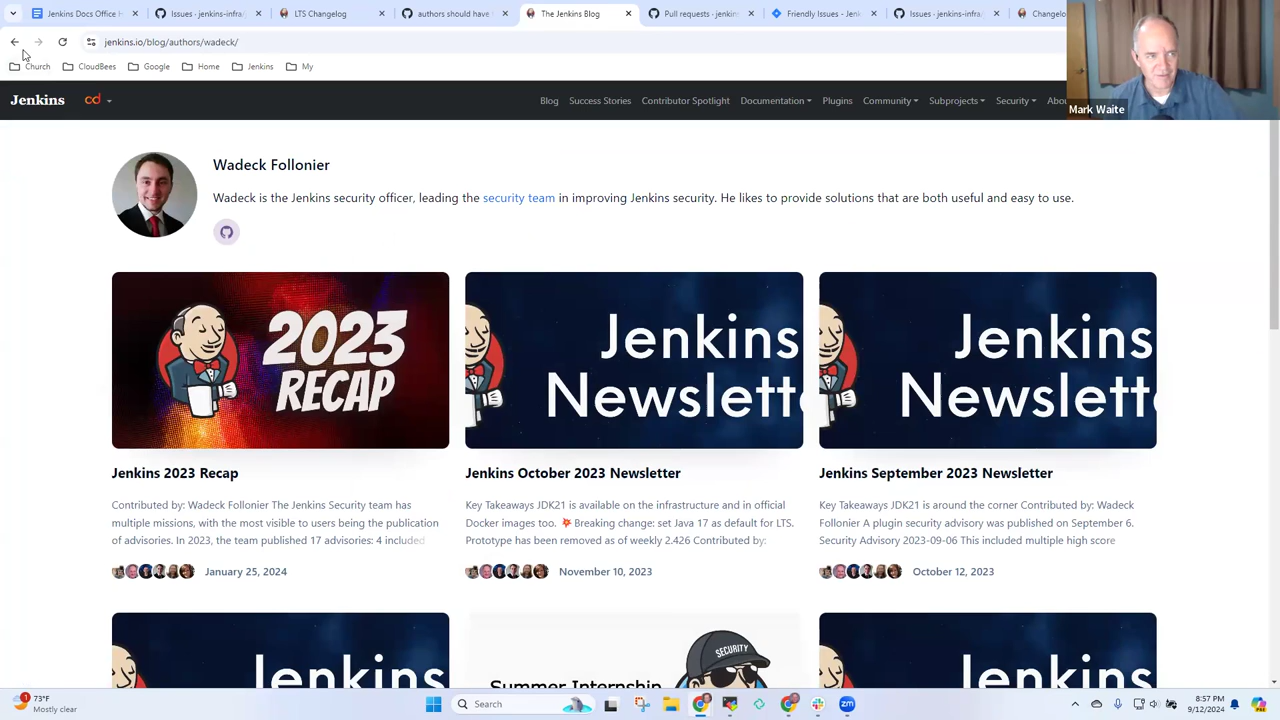 Jenkins Docs Office H
Issues · jenkins-infra/
LTS Changelog
authors should have
The Jenkins Blog
Pull requests · jenkins-
Friendly Issues - Jenki
Issues · jenkins-infra/
Changelo
jenkins.io/blog/authors/wadeck/
Church
CloudBees
Google
Home
Jenkins
My
Mark Waite
Jenkins
cd
Blog
Success Stories
Contributor Spotlight
Documentation
Plugins
Community
Subprojects
Security
Abou
Wadeck Follonier
Wadeck is the Jenkins security officer, leading the security team in improving Jenkins security. He likes to provide solutions that are both useful and easy to use.
2023
RECAP
Jenkins
Newslette
Jenkins
Newslett
Jenkins 2023 Recap
Contributed by: Wadeck Follonier The Jenkins Security team has
multiple missions, with the most visible to users being the publication
of advisories. In 2023, the team published 17 advisories: 4 included
January 25, 2024
Jenkins October 2023 Newsletter
Key Takeaways JDK21 is available on the infrastructure and in official
Docker images too. 💥 Breaking change: set Java 17 as default for LTS.
Prototype has been removed as of weekly 2.426 Contributed by:
November 10, 2023
Jenkins September 2023 Newsletter
Key Takeaways JDK21 is around the corner Contributed by: Wadeck
Follonier A plugin security advisory was published on September 6.
Security Advisory 2023-09-06 This included multiple high score
October 12, 2023
Jenkins
SECURITY
Summer Internship
Jenkins
1
73°F
Mostly clear
Search
8:57 PM
9/12/2024